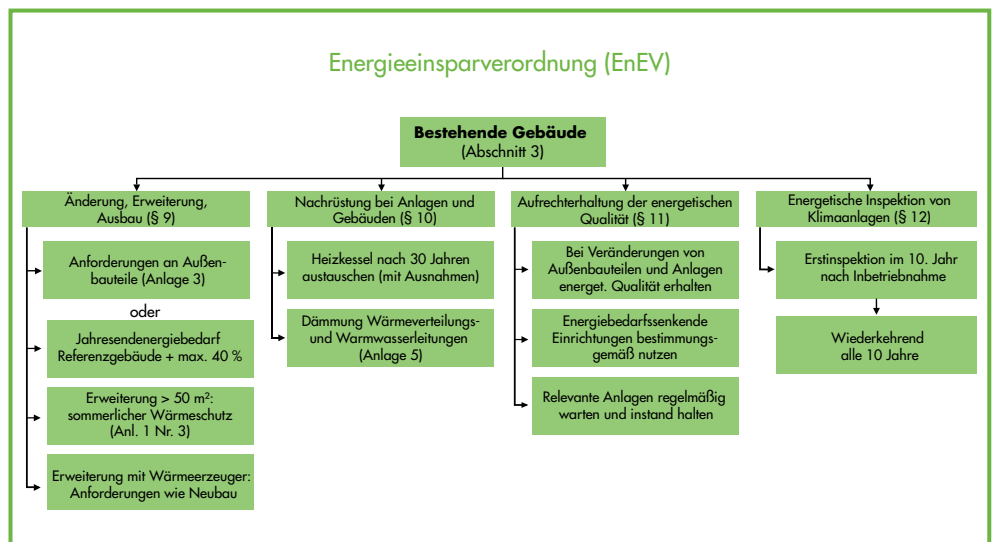 Energieeinsparverordnung (EnEV)
Bestehende Gebäude
(Abschnitt 3)
Änderung, Erweiterung,
Ausbau (§ 9)
Anforderungen an Außen-
bauteile (Anlage 3)
oder
Jahresendenergiebedarf
Referenzgebäude + max. 40 %
Erweiterung > 50 m²:
sommerlicher Wärmeschutz
(Anl. 1 Nr. 3)
Erweiterung mit Wärmeerzeuger:
Anforderungen wie Neubau
Nachrüstung bei Anlagen und
Gebäuden (§ 10)
Heizkessel nach 30 Jahren
austauschen (mit Ausnahmen)
Dämmung Wärmeverteilungs-
und Warmwasserleitungen
(Anlage 5)
Aufrechterhaltung der energetischen
Qualität (§ 11)
Bei Veränderungen von
Außenbauteilen und Anlagen
energet. Qualität erhalten
Energiebedarfssenkende
Einrichtungen bestimmungs-
gemäß nutzen
Relevante Anlagen regelmäßig
warten und instand halten
Energetische Inspektion von
Klimaanlagen (§ 12)
Erstinspektion im 10. Jahr
nach Inbetriebnahme
Wiederkehrend
alle 10 Jahre